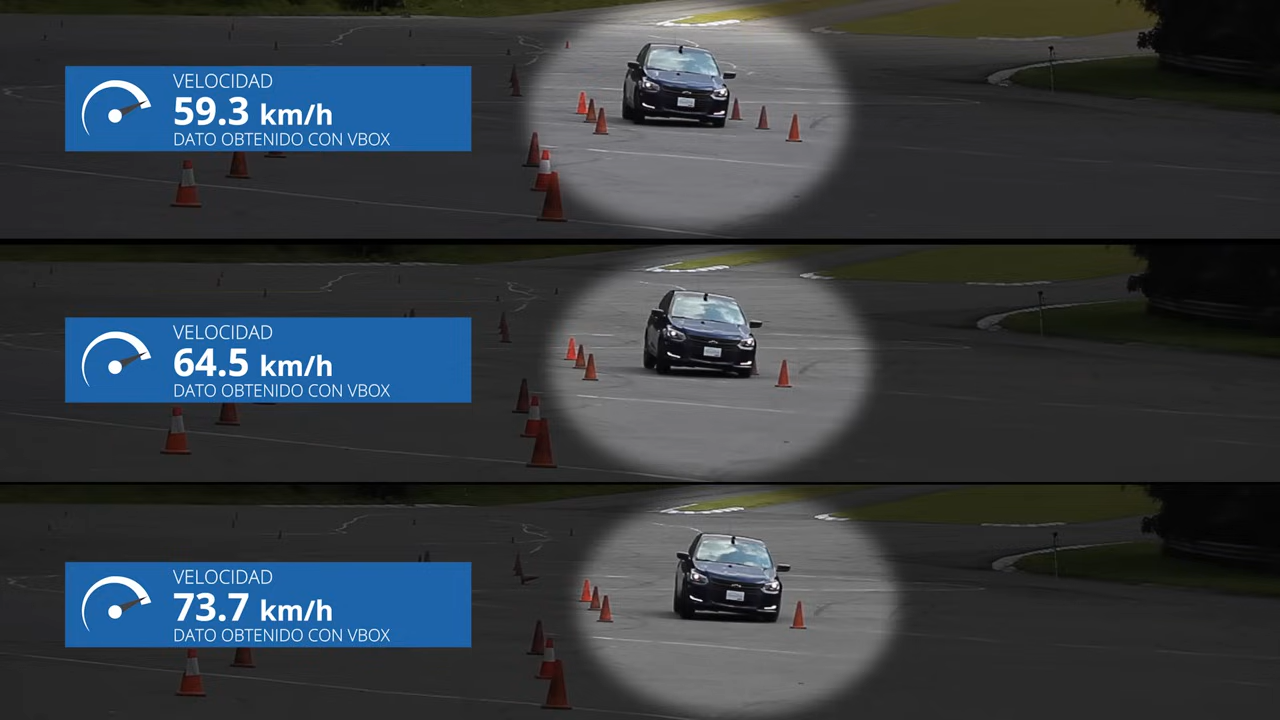 VELOCIDAD
59.3 km/h
DATO OBTENIDO CON VBOX
VELOCIDAD
64.5 km/h
DATO OBTENIDO CON VBOX
VELOCIDAD
73.7 km/h
DATO OBTENIDO CON VBOX